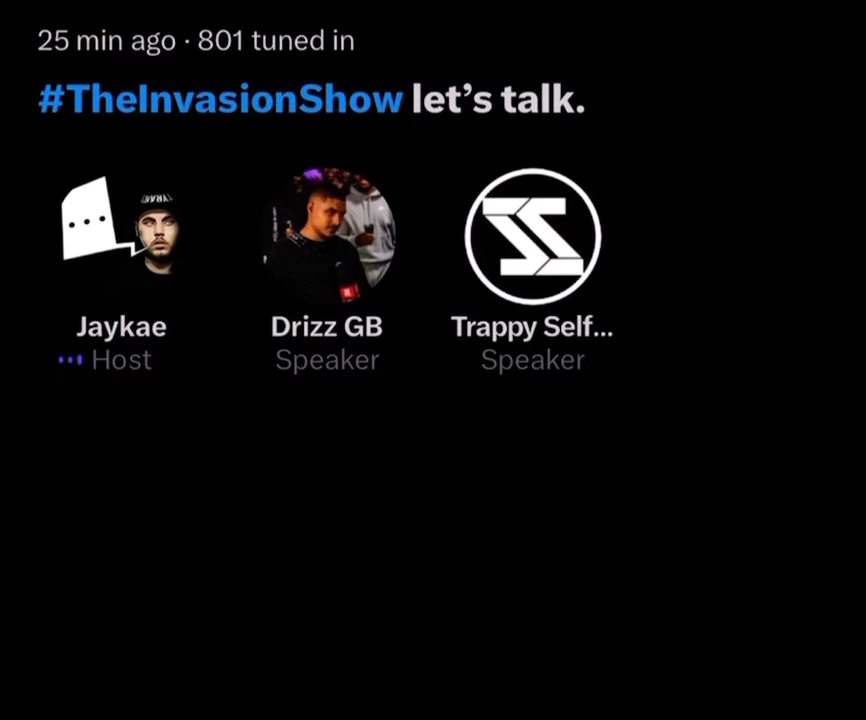 25 min ago · 801 tuned in
#TheInvasionShow let’s talk.
Jaykae
Drizz GB
Trappy Self...
Host
Speaker
Speaker